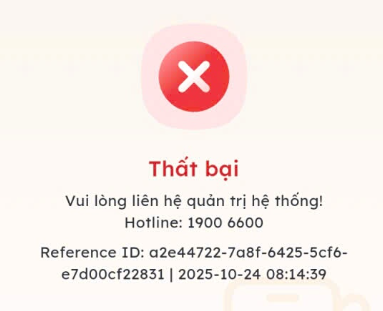 Thất bại
Vui lòng liên hệ quản trị hệ thống!
Hotline: 1900 6600
Reference ID: a2e44722-7a8f-6425-5cf6-
e7d00cf22831 | 2025-10-24 08:14:39